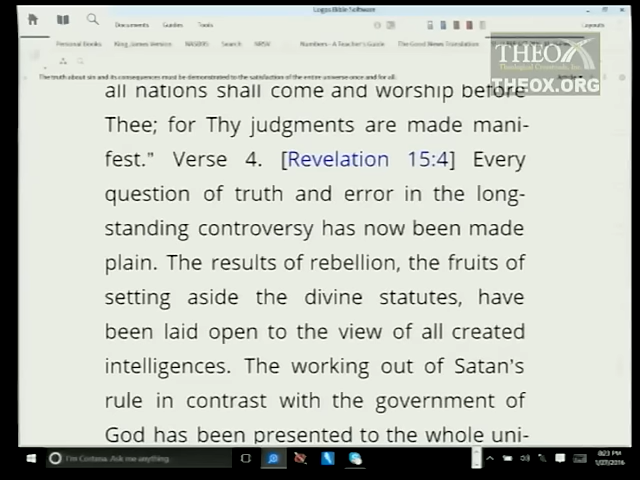 Logos Bible Software
Documents Guides Tools
Layouts
Personal Books King James Version NASB95 Search NRSV Numbers - A Teacher's Guide The Good News Translation
THEOX
THEOX.ORG
The truth about sin and its consequences must be demonstrated to the satisfaction of the entire universe once and for all.
all nations shall come and worship before
Thee; for Thy judgments are made mani-
fest." Verse 4. [Revelation 15:4] Every
question of truth and error in the long-
standing controversy has now been made
plain. The results of rebellion, the fruits of
setting aside the divine statutes, have
been laid open to the view of all created
intelligences. The working out of Satan's
rule in contrast with the government of
God has been presented to the whole uni-
I'm Cortana. Ask me anything.
8:23 PM